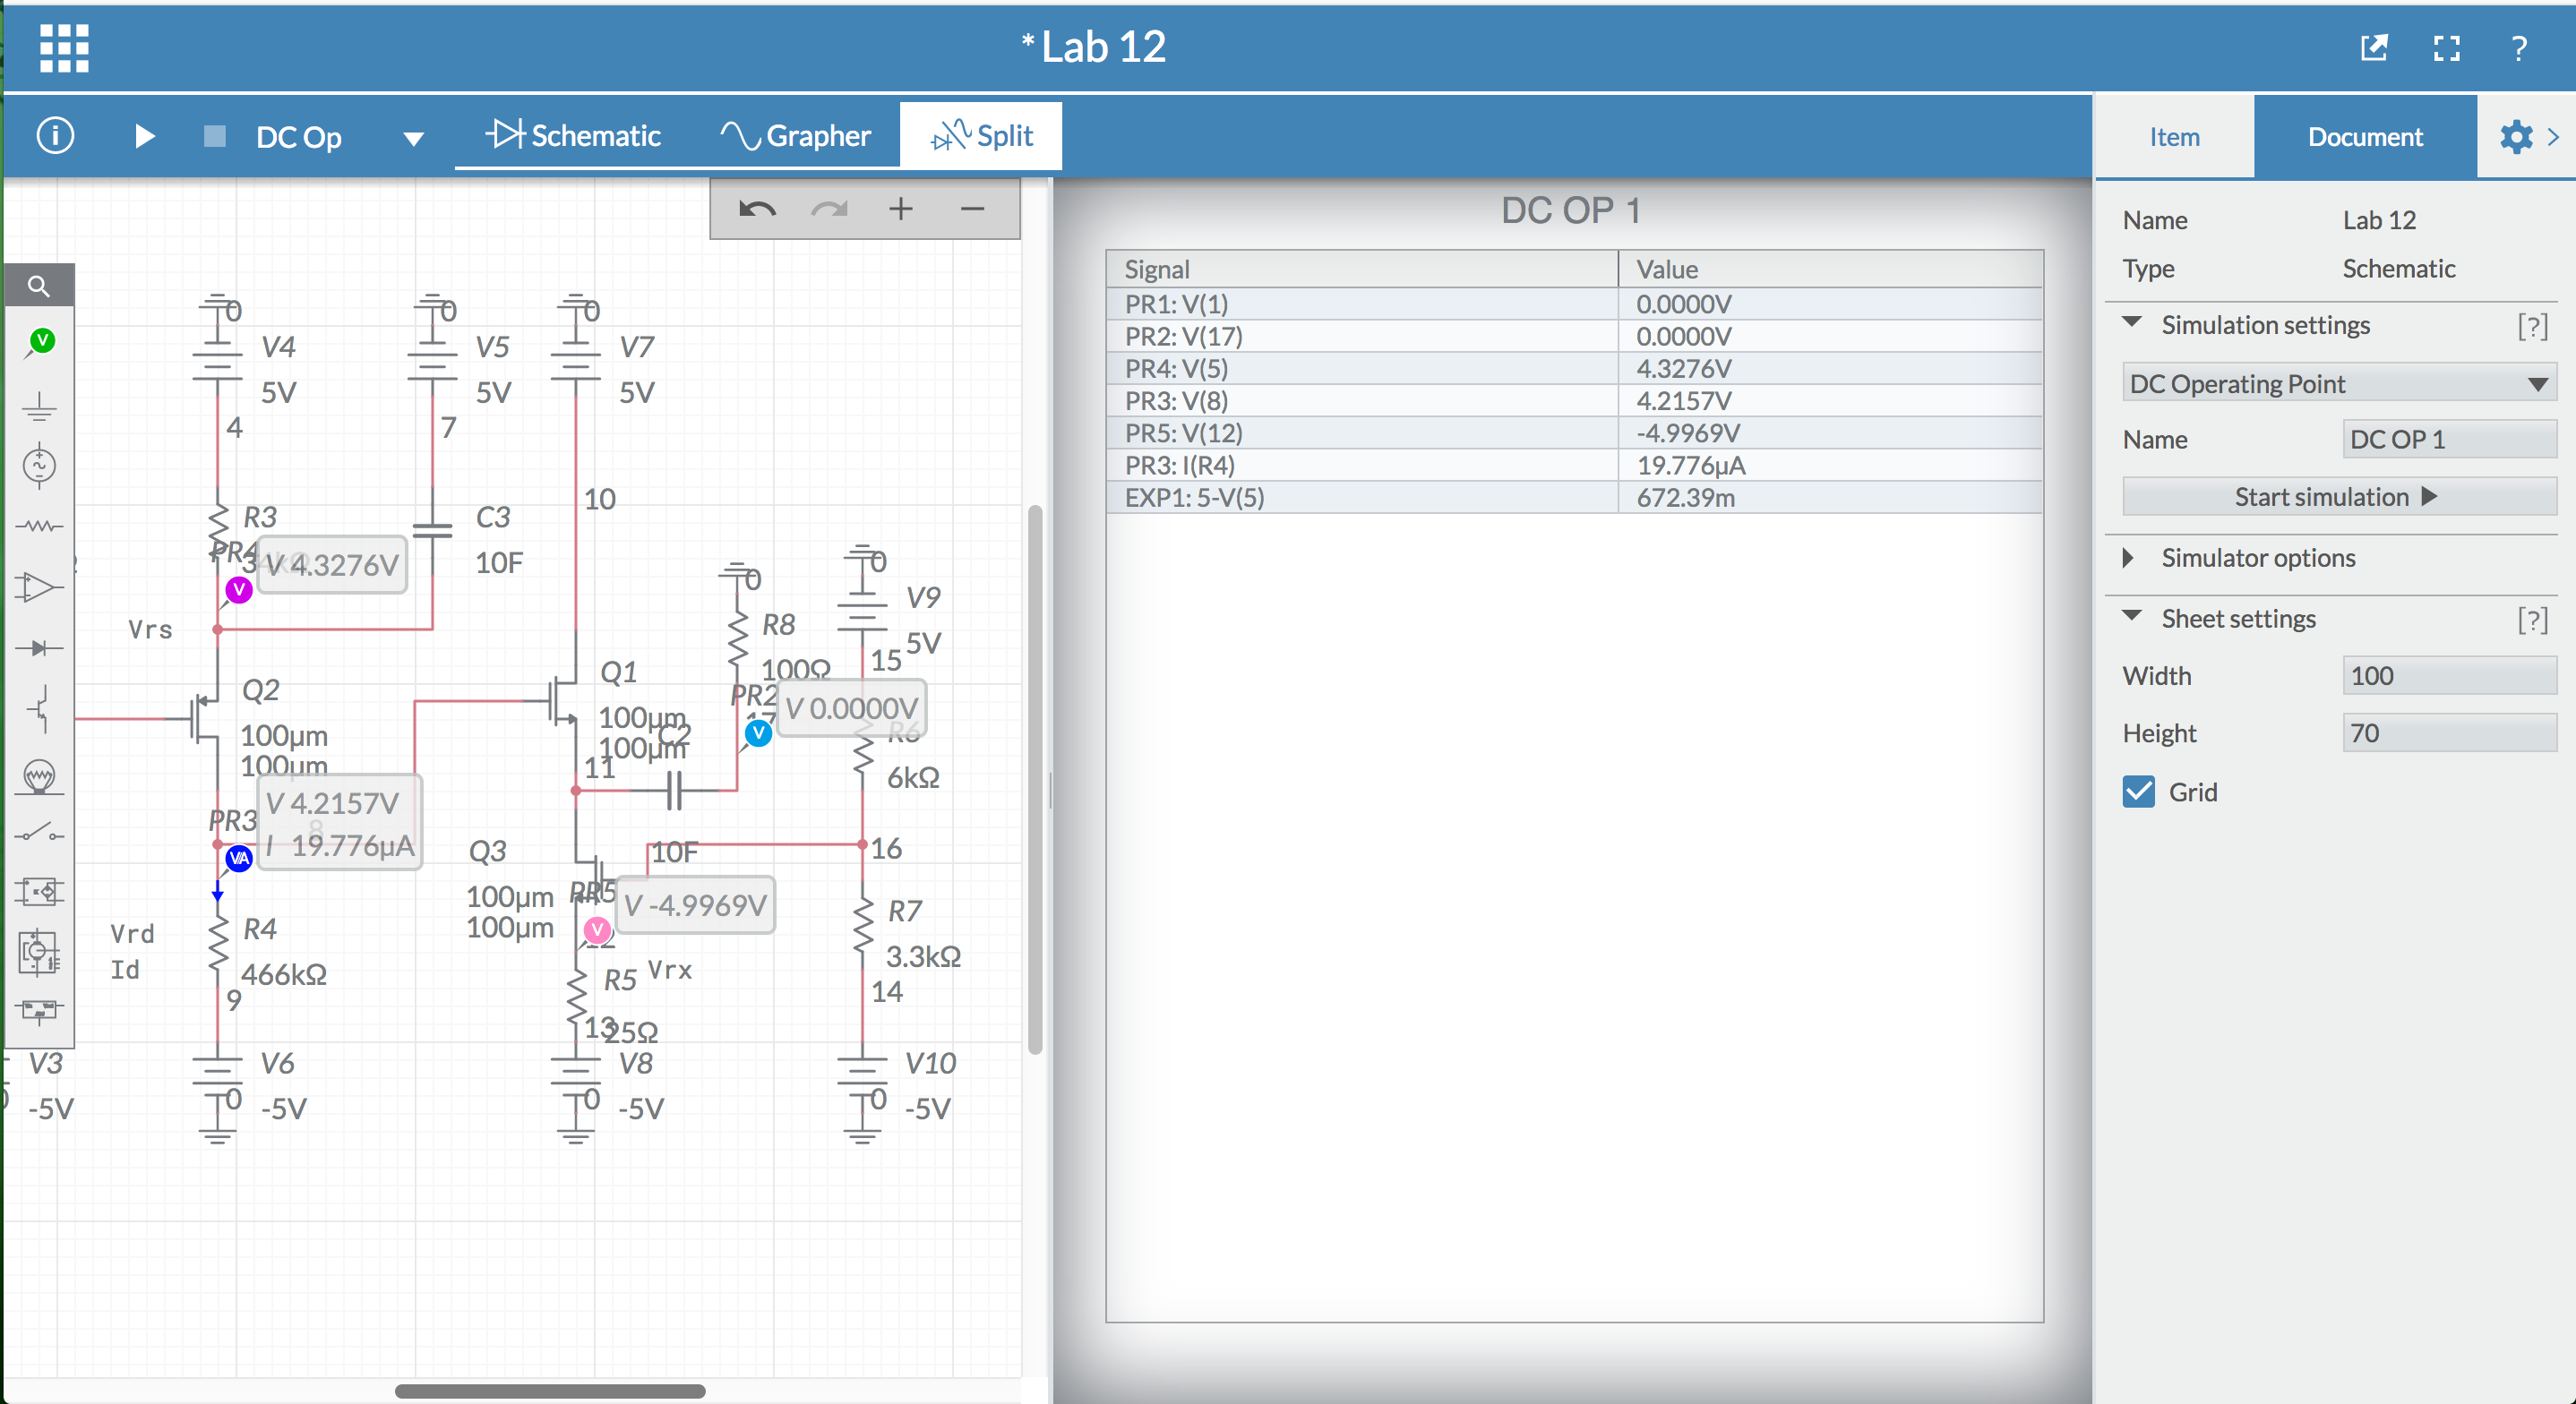 *Lab 12
DC Op
Schematic
Grapher
Split
Item
Document
DC OP 1
Signal Value
PR1: V(1) 0.0000V
PR2: V(17) 0.0000V
PR4: V(5) 4.3276V
PR3: V(8) 4.2157V
PR5: V(12) -4.9969V
PR3: I(R4) 19.776µA
EXP1: 5-V(5) 672.39m
Name Lab 12
Type Schematic
Simulation settings [?]
DC Operating Point
Name DC OP 1
Start simulation
Simulator options
Sheet settings [?]
Width 100
Height 70
Grid
0
V4
5V
4
0
V5
5V
7
0
V7
5V
10
R3
PR4
V 4.3276V
C3
10F
Vrs
Q2
100µm
100µm
PR3
V 4.2157V
I 19.776µA
8
Vrd
Id
R4
466kΩ
9
V3
-5V
V6
0
-5V
Q1
100µm
100µm
11
C2
10F
0
R8
100Ω
PR2
17
V 0.0000V
0
V9
5V
15
R6
6kΩ
16
Q3
100µm
100µm
PR5
V -4.9969V
12
R5
Vrx
13
25Ω
V8
0
-5V
R7
3.3kΩ
14
V10
0
-5V